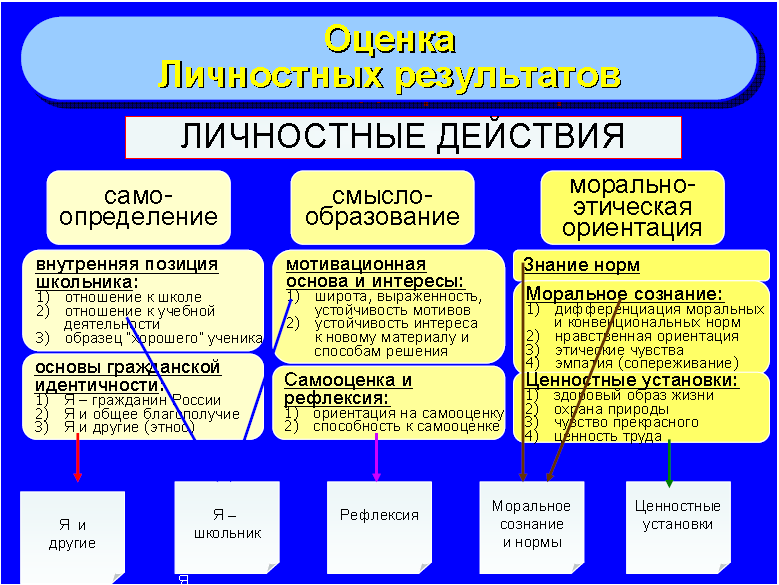 Оценка
Личностных результатов
ЛИЧНОСТНЫЕ ДЕЙСТВИЯ
само-
определение
внутренняя позиция
школьника:
1) отношение к школе
2) отношение к учебной
деятельности
3) образец "хорошего" ученика
основы гражданской
идентичности:
1) Я – гражданин России
2) Я и общее благополучие
3) Я и другие (этнос)
смысло-
образование
мотивационная
основа и интересы:
1) широта, выраженность,
устойчивость мотивов
2) устойчивость интереса
к новому материалу и
способам решения
Самооценка и
рефлексия:
1) ориентация на самооценку
2) способность к самооценке
морально-
этическая
ориентация
Знание норм
Моральное сознание:
1) дифференциация моральных
и конвенциональных норм
2) нравственная ориентация
3) этические чувства
4) эмпатия (сопереживание)
Ценностные установки:
1) здоровый образ жизни
2) охрана природы
3) чувство прекрасного
4) ценность труда
Я и
другие
Я –
школьник
Рефлексия
Моральное
сознание
и нормы
Ценностные
установки
Я